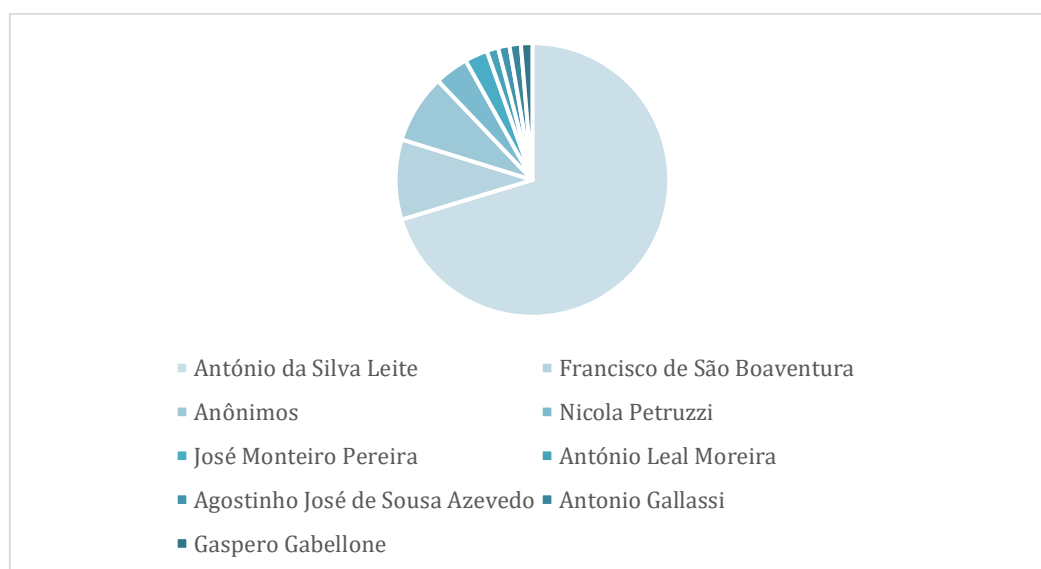 António da Silva Leite
Francisco de São Boaventura
Anônimos
Nicola Petruzzi
José Monteiro Pereira
António Leal Moreira
Agostinho José de Sousa Azevedo
Antonio Gallassi
Gaspero Gabellone